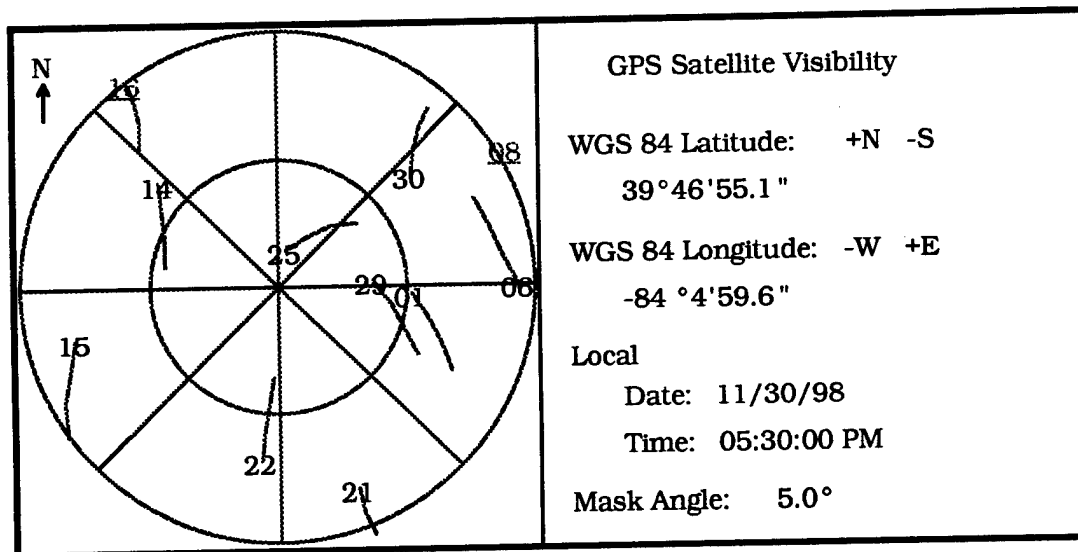 N
16
08
14
30
25
29
01
06
15
22
21
GPS Satellite Visibility
WGS 84 Latitude: +N -S
39°46'55.1"
WGS 84 Longitude: -W +E
-84 °4'59.6"
Local
Date: 11/30/98
Time: 05:30:00 PM
Mask Angle: 5.0°